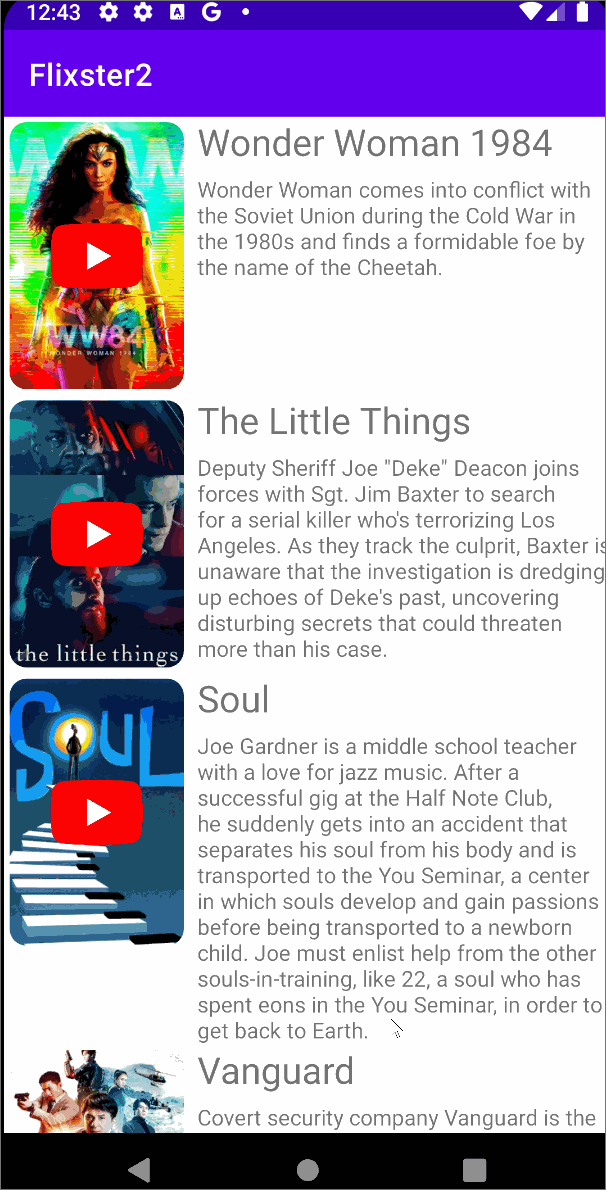 12:43
A
G
Flixster2
Wonder Woman 1984
Wonder Woman comes into conflict with
the Soviet Union during the Cold War in
the 1980s and finds a formidable foe by
the name of the Cheetah.
WW84
WONDER WOMAN 1984
The Little Things
Deputy Sheriff Joe "Deke" Deacon joins
forces with Sgt. Jim Baxter to search
for a serial killer who's terrorizing Los
Angeles. As they track the culprit, Baxter is
unaware that the investigation is dredging
up echoes of Deke's past, uncovering
disturbing secrets that could threaten
more than his case.
the little things
Soul
SOUL
Joe Gardner is a middle school teacher
with a love for jazz music. After a
successful gig at the Half Note Club,
he suddenly gets into an accident that
separates his soul from his body and is
transported to the You Seminar, a center
in which souls develop and gain passions
before being transported to a newborn
child. Joe must enlist help from the other
souls-in-training, like 22, a soul who has
spent eons in the You Seminar, in order to
get back to Earth.
Vanguard
Covert security company Vanguard is the